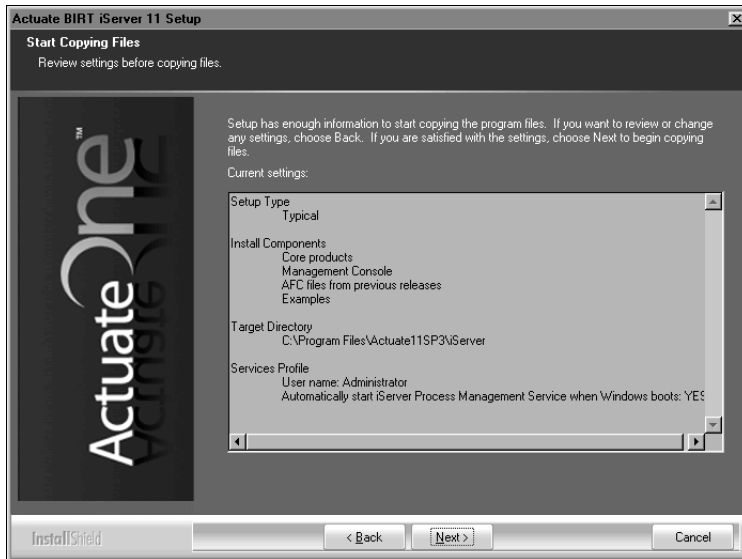 Actuate BIRT iServer 11 Setup
Start Copying Files
Review settings before copying files.
ActuateOne™
Setup has enough information to start copying the program files. If you want to review or change
any settings, choose Back. If you are satisfied with the settings, choose Next to begin copying
files.
Current settings:
Setup Type
Typical
Install Components
Core products
Management Console
AFC files from previous releases
Examples
Target Directory
C:\Program Files\Actuate11SP3\iServer
Services Profile
User name: Administrator
Automatically start iServer Process Management Service when Windows boots: YES
InstallShield
< Back
Next >
Cancel